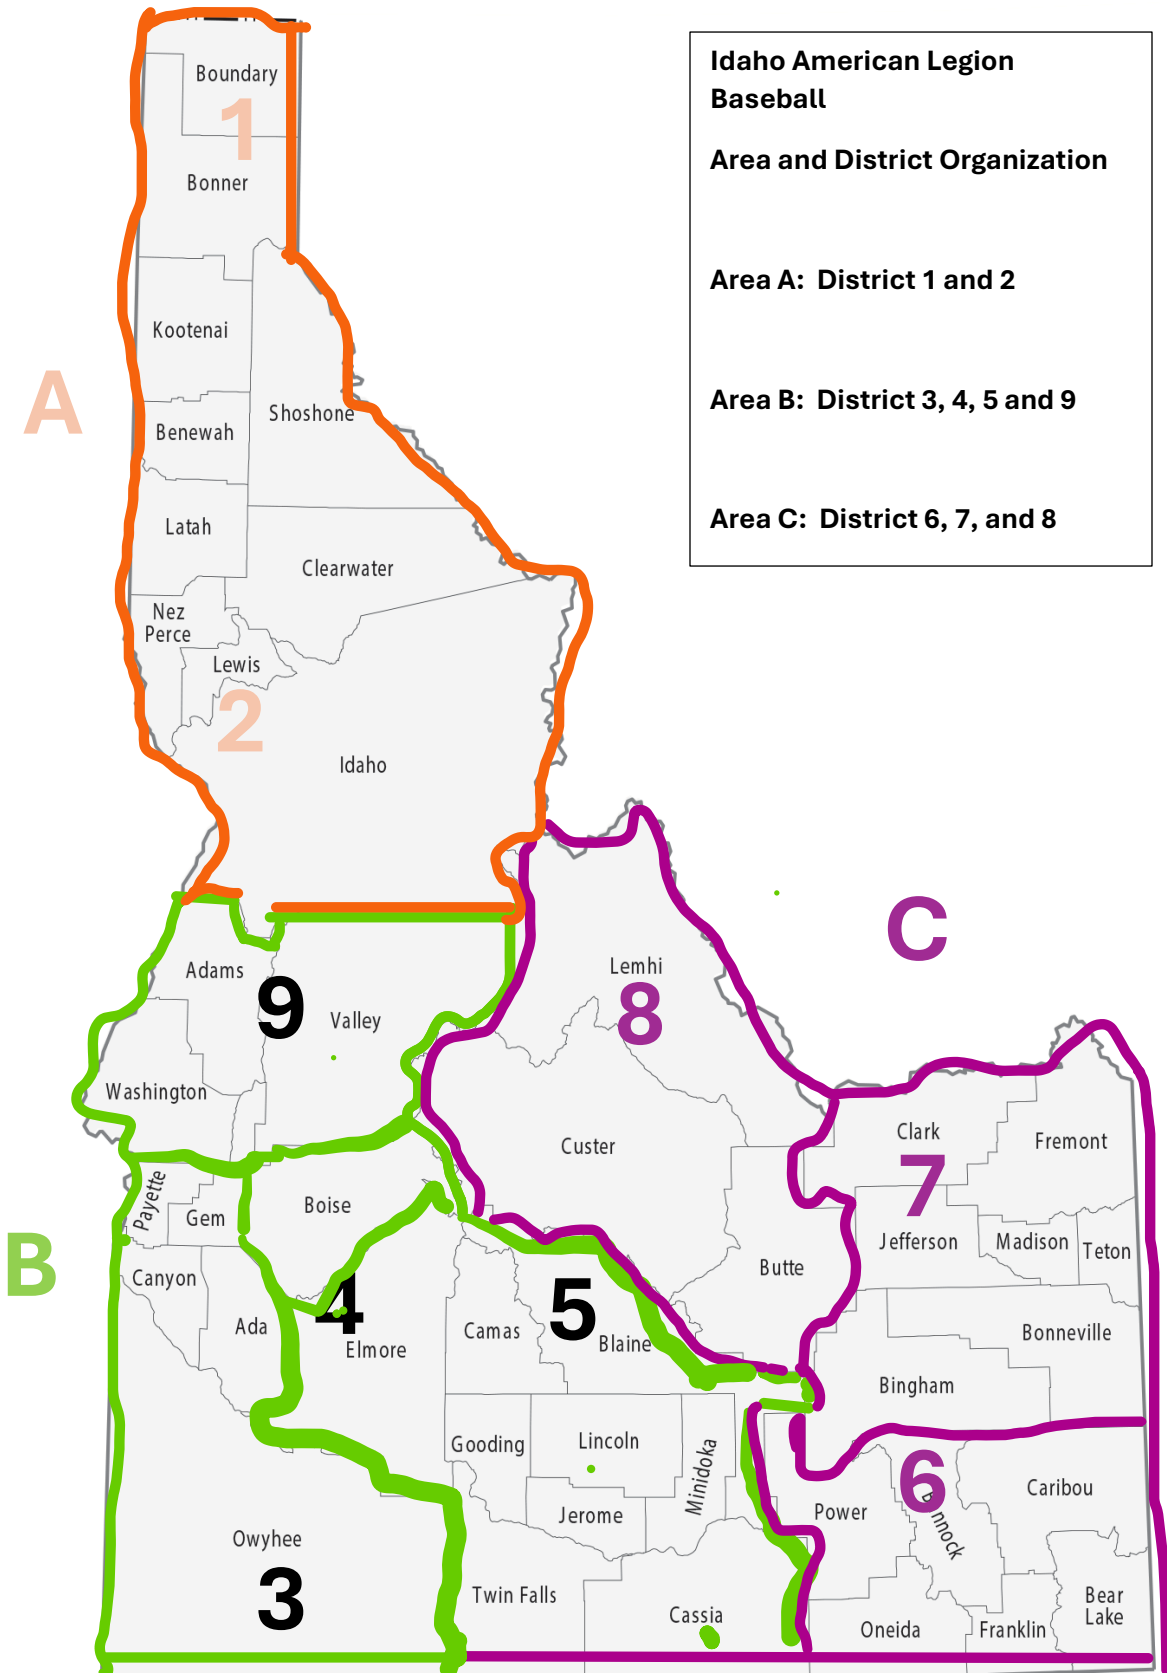 Idaho American Legion
Baseball
Area and District Organization
Area A:  District 1 and 2
Area B:  District 3, 4, 5 and 9
Area C:  District 6, 7, and 8
Boundary
1
Bonner
Kootenai
A
Shoshone
Benewah
Latah
Clearwater
Nez
Perce
Lewis
2
Idaho
C
Lemhi
Adams
9
8
Valley
Washington
Custer
Clark
Fremont
7
Payette
Boise
Gem
B
Jefferson
Madison
Teton
Canyon
Butte
4
5
Ada
Camas
Bonneville
Elmore
Blaine
Bingham
Gooding
Lincoln
Minidoka
6
Caribou
Power
nnock
Jerome
Owyhee
3
Twin Falls
Cassia
Bear
Lake
Oneida
Franklin